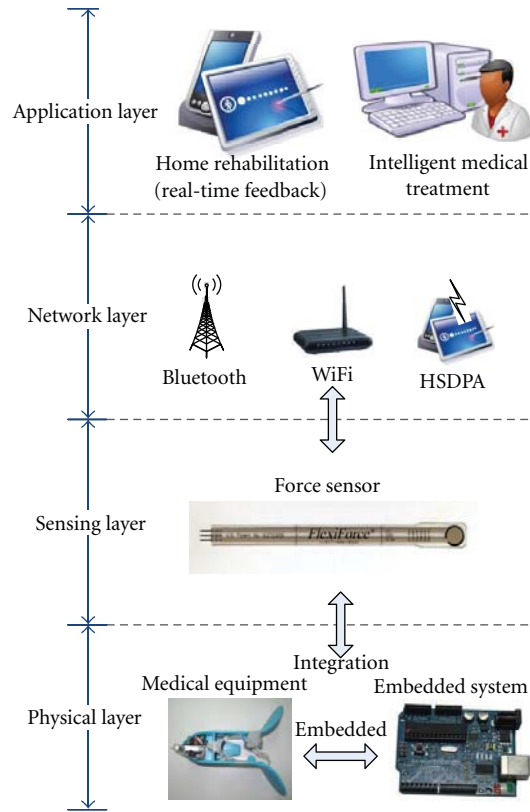 Application layer
Home rehabilitation
(real-time feedback)
Intelligent medical
treatment
Network layer
Bluetooth
WiFi
HSDPA
Sensing layer
Force sensor
FlexiForce
Physical layer
Integration
Medical equipment
Embedded system
Embedded